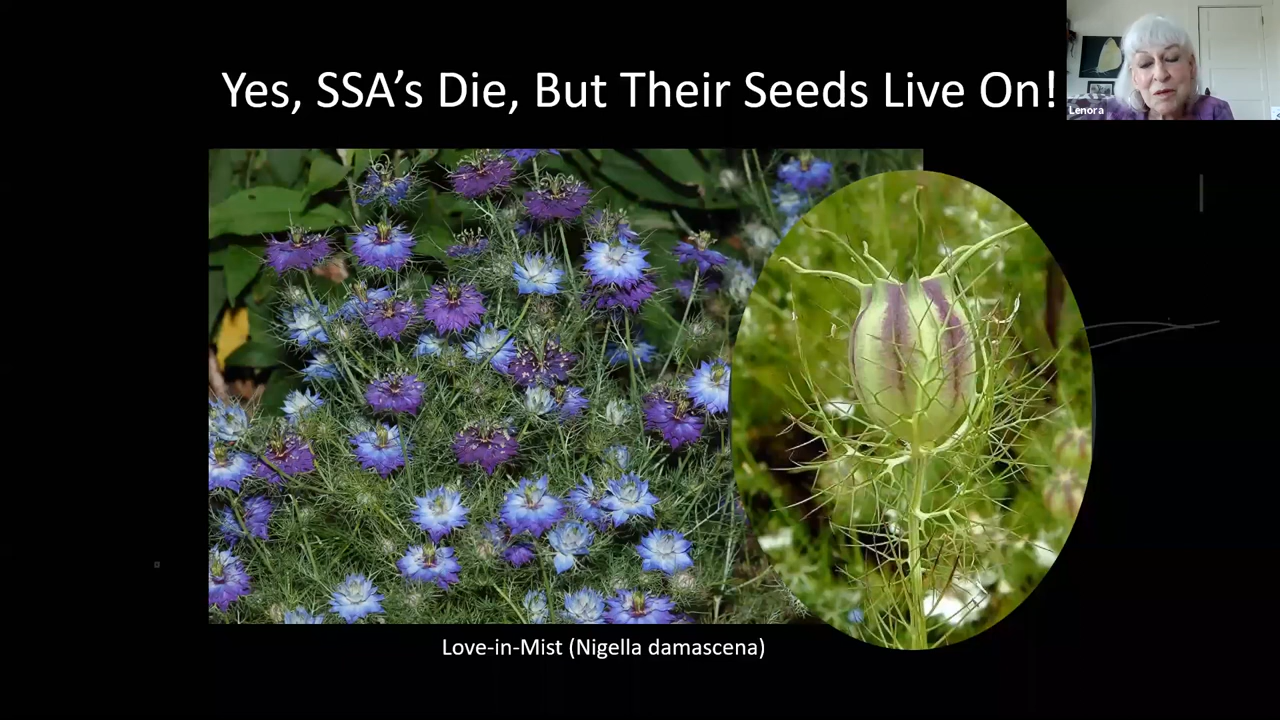 Yes, SSA’s Die, But Their Seeds Live On!
Lenora
Love-in-Mist (Nigella damascena)